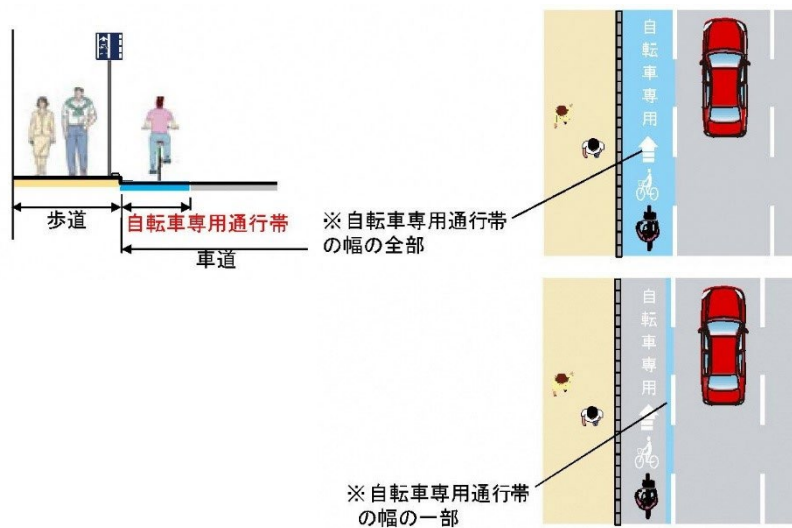 歩道
自転車専用通行帯
車道
※自転車専用通行帯
の幅の全部
自転車専用
※自転車専用通行帯
の幅の一部
自転車専用